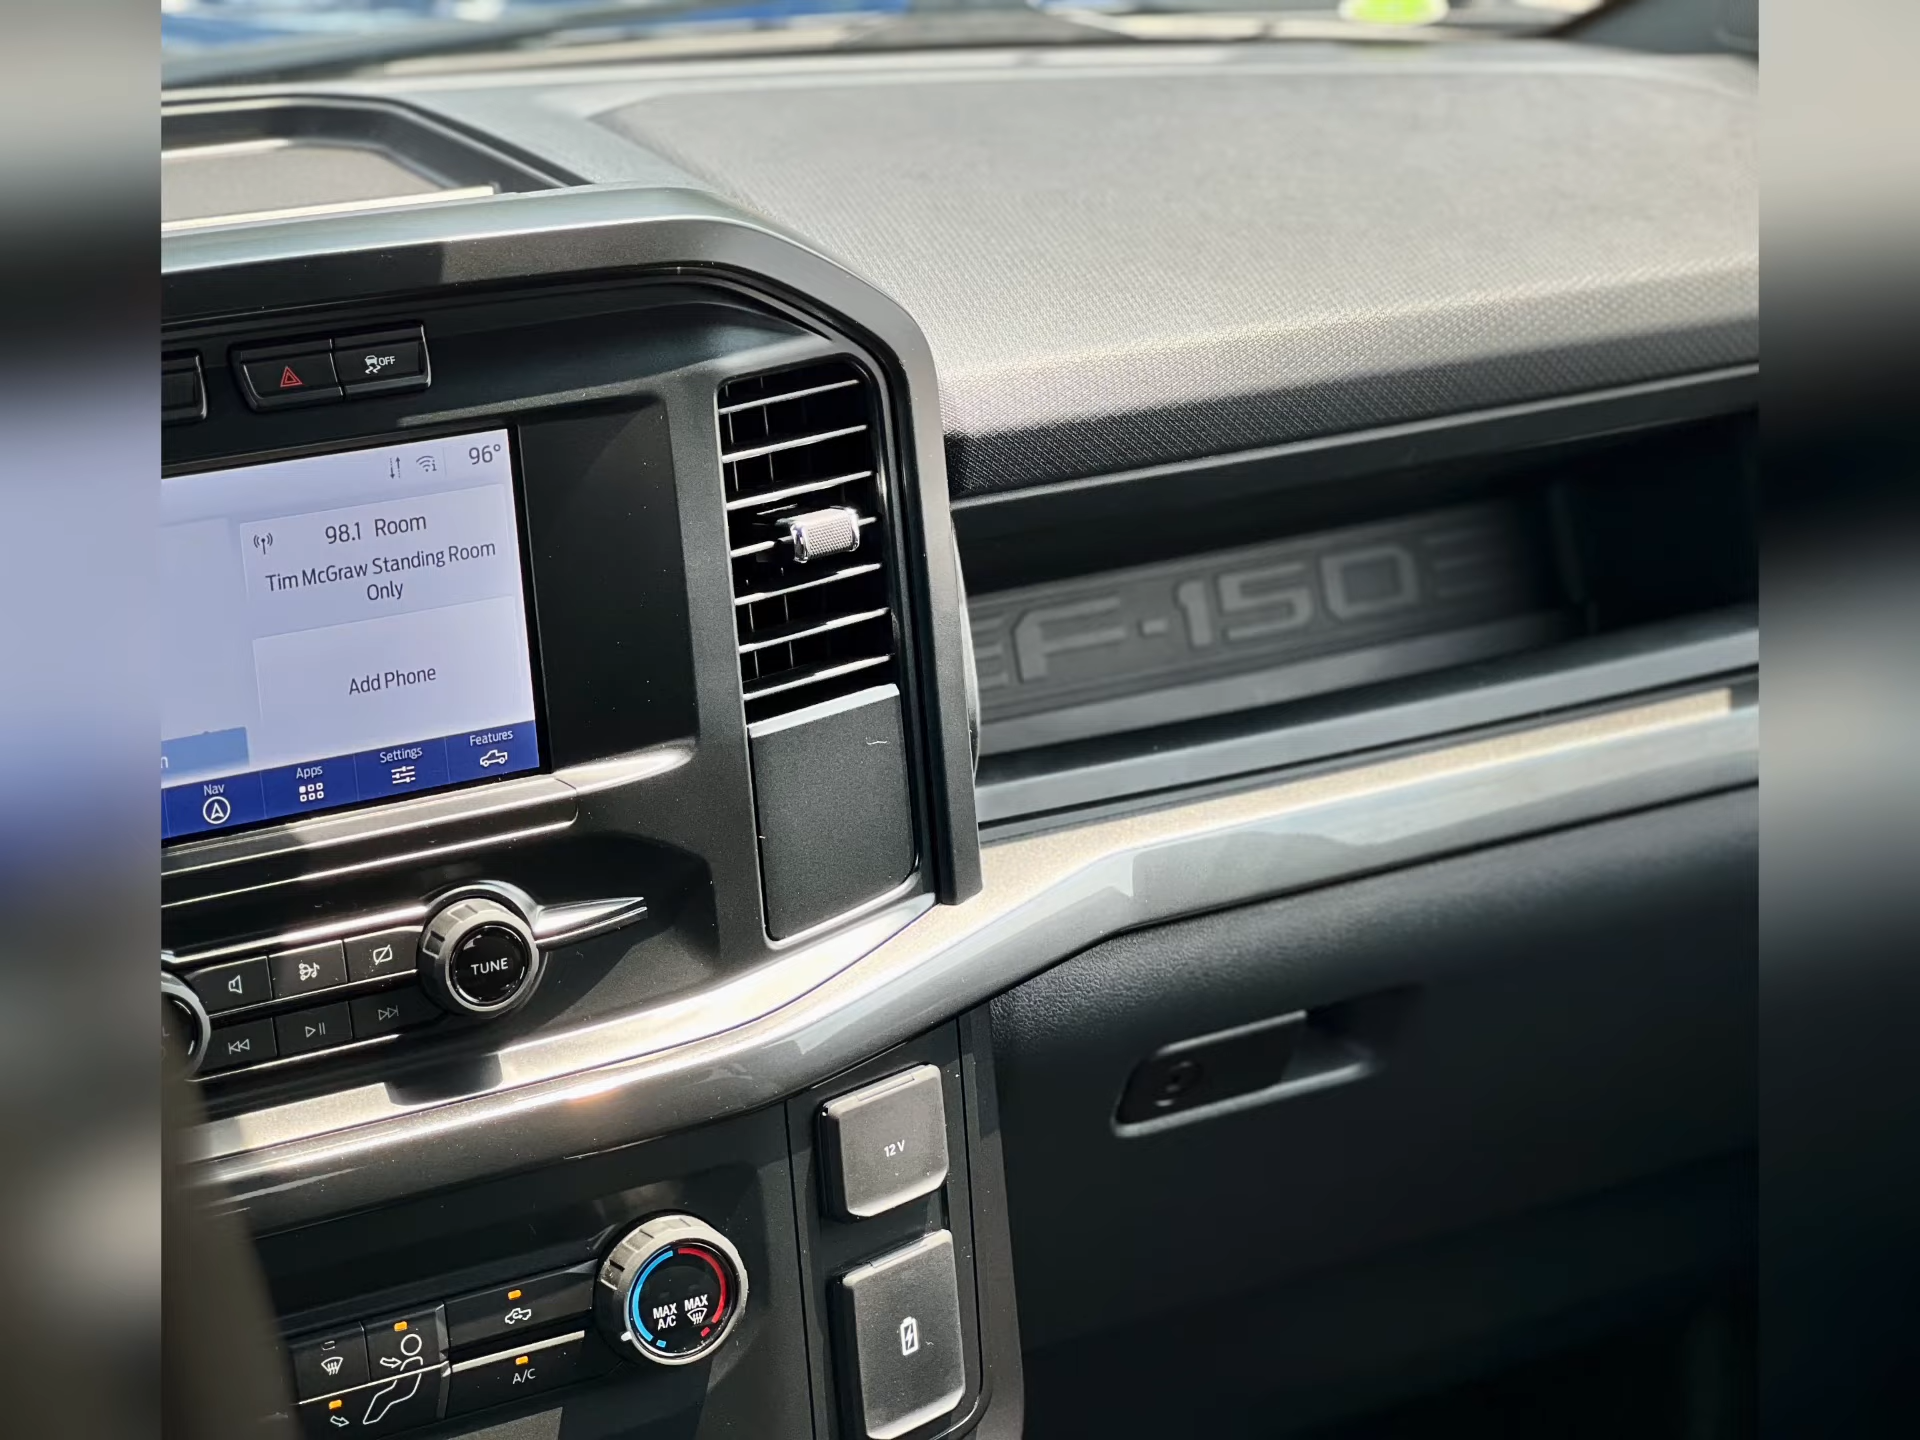 OFF
96°
98.1 Room
Tim McGraw Standing Room
Only
Add Phone
Nav
Apps
Settings
Features
TUNE
F-150
12V
MAX
A/C
MAX
A/C